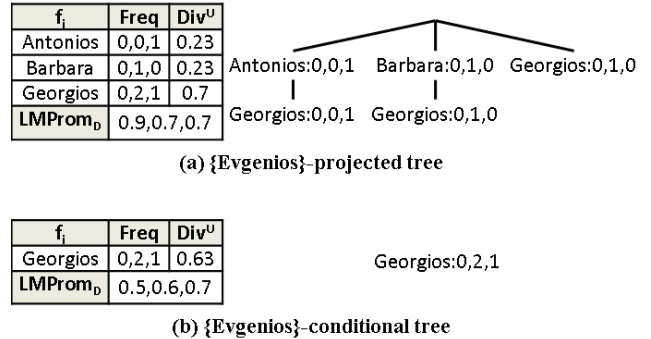 fi Freq DivU
Antonios 0,0,1 0.23
Barbara 0,1,0 0.23
Georgios 0,2,1 0.7
LMPromD 0.9,0.7,0.7
Antonios:0,0,1 Barbara:0,1,0 Georgios:0,1,0
Georgios:0,0,1 Georgios:0,1,0
(a) {Evgenios}-projected tree
fi Freq DivU
Georgios 0,2,1 0.63
LMPromD 0.5,0.6,0.7
Georgios:0,2,1
(b) {Evgenios}-conditional tree